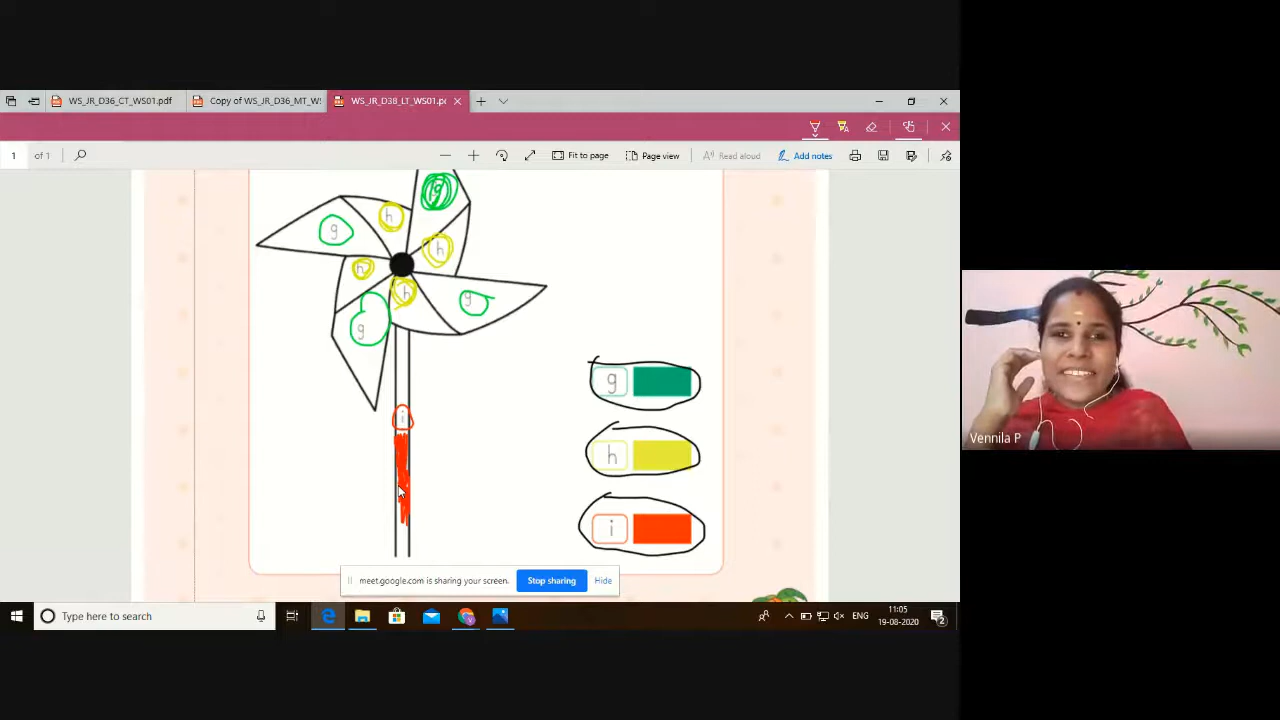 WS_JR_D36_CT_WS01.pdf
Copy of WS_JR_D36_MT_WS
WS_JR_D38_LT_WS01.p
1 of 1
Fit to page
Page view
Read aloud
Add notes
g
h
g
h
h
h
g
g
i
g
h
i
Vennila P
meet.google.com is sharing your screen.
Stop sharing
Hide
Type here to search
ENG
11:05
19-08-2020
2